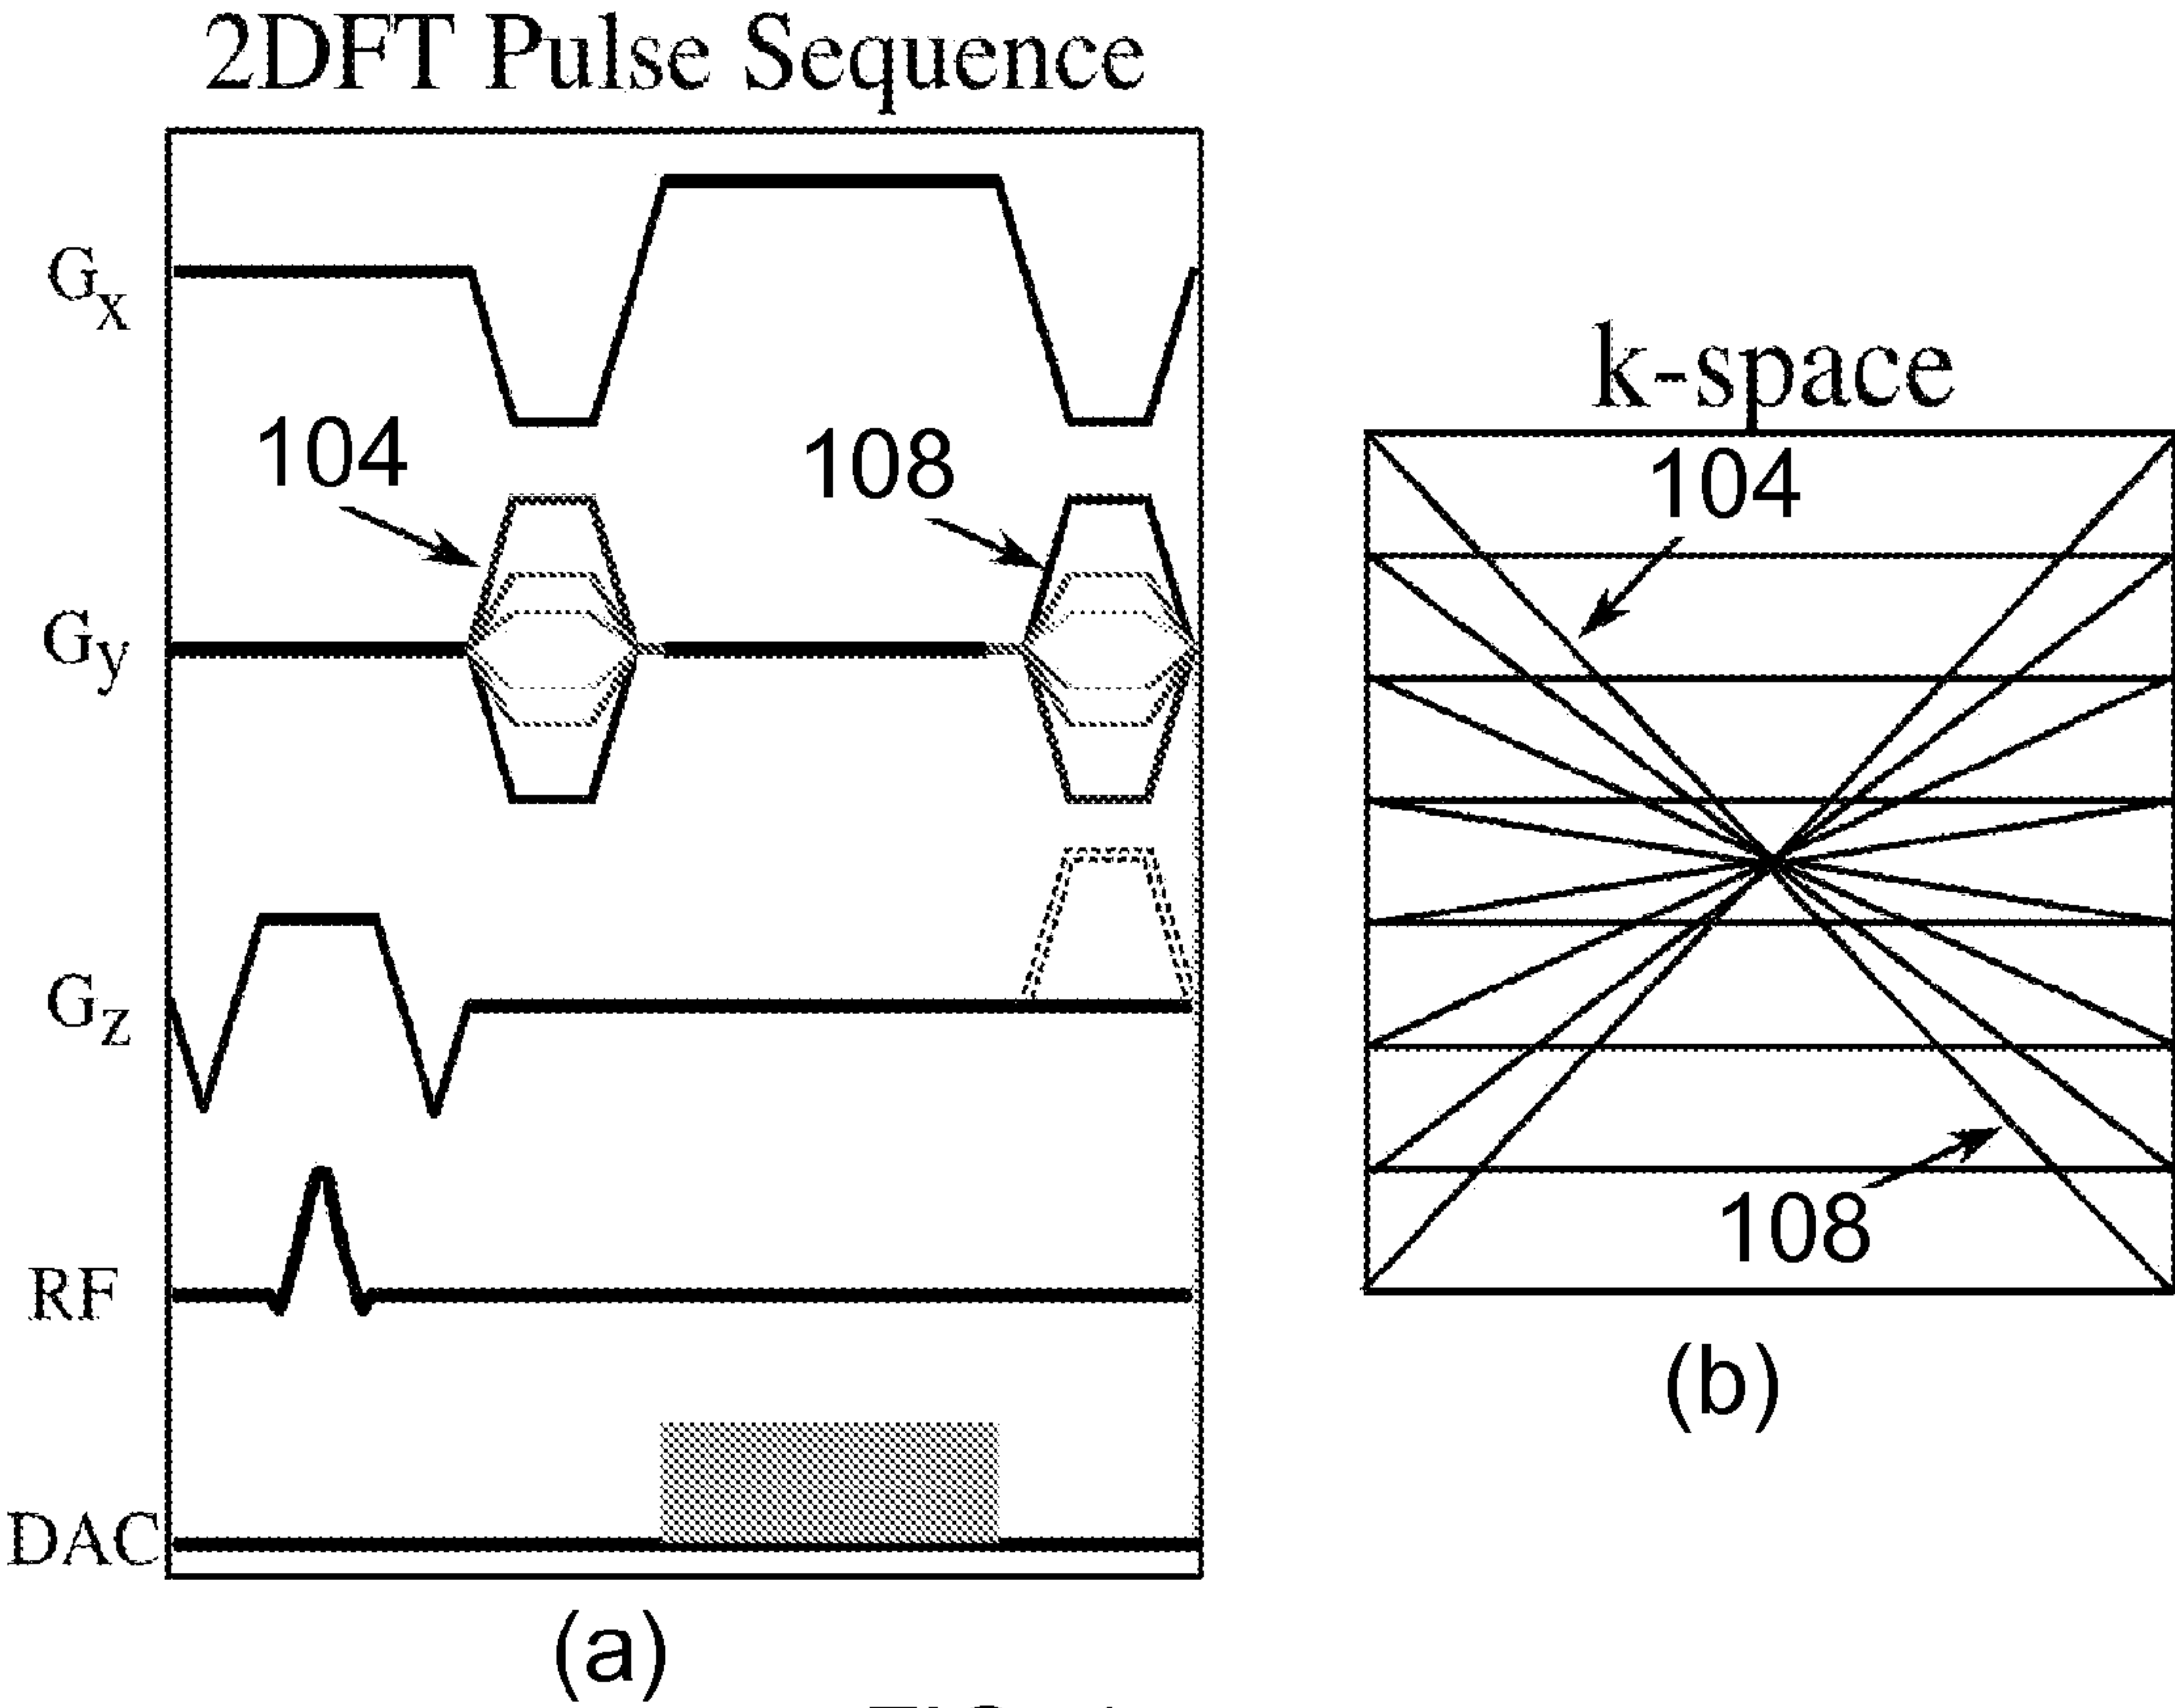 2DFT Pulse Sequence
Gx
104
108
Gy
Gz
RF
DAC
(a)
k-space
104
108
(b)